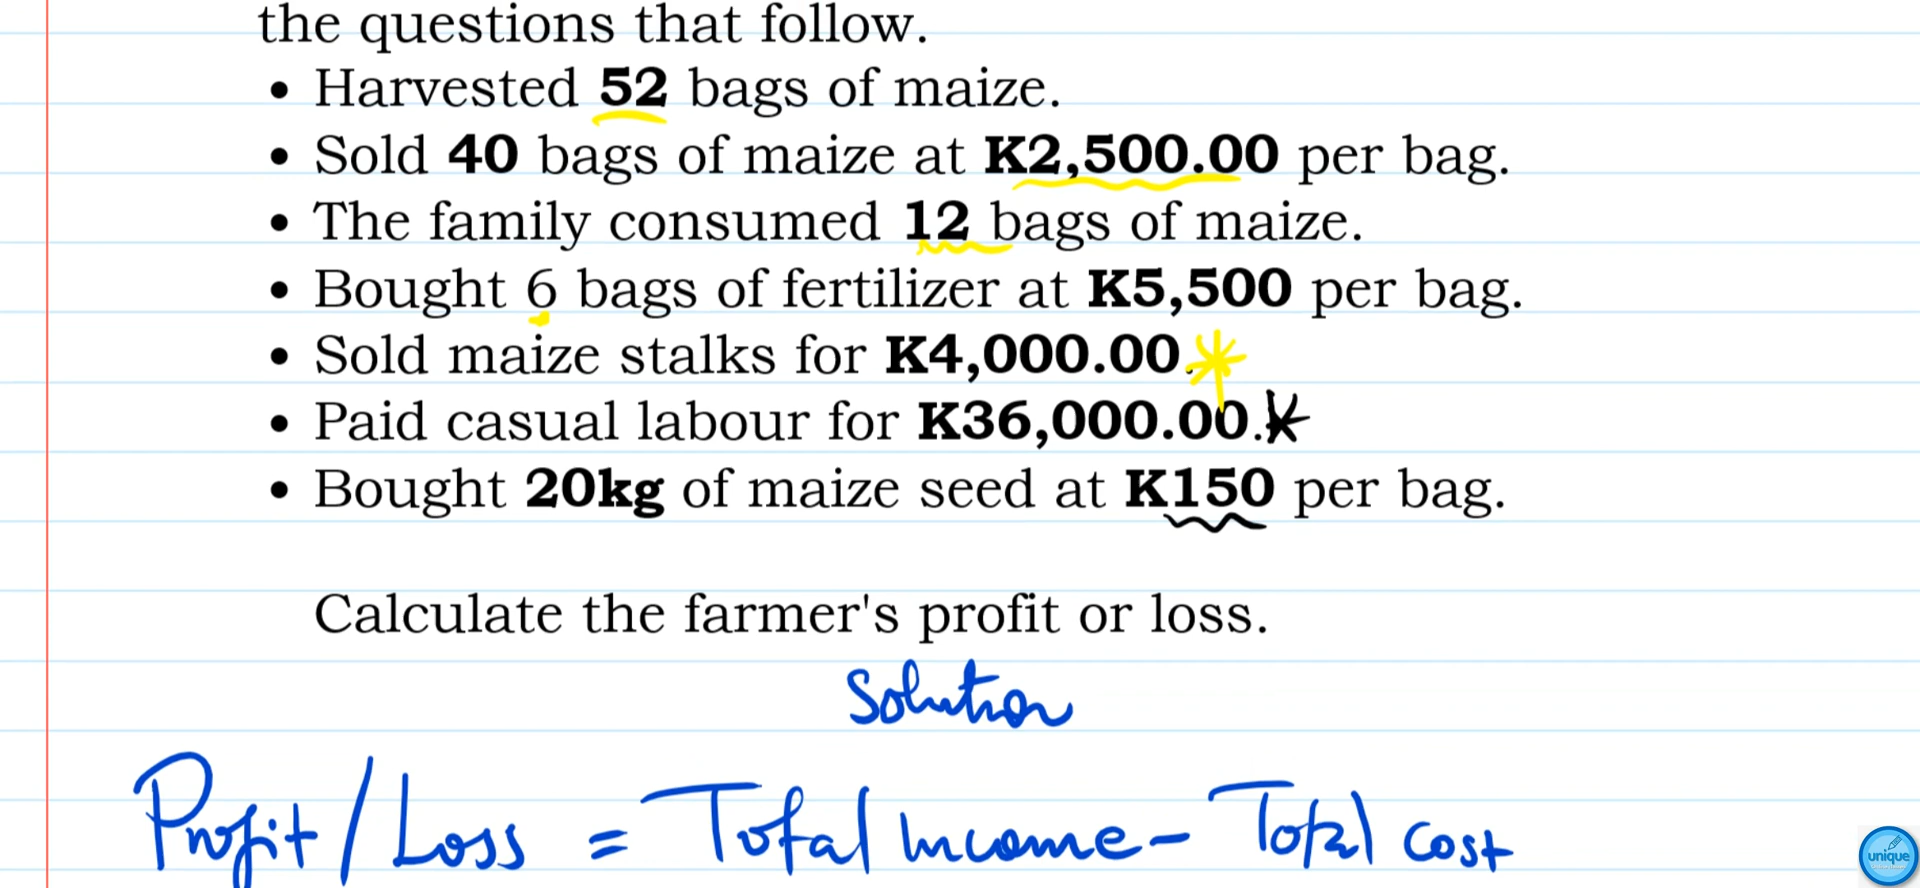 the questions that follow.
• Harvested 52 bags of maize.
• Sold 40 bags of maize at K2,500.00 per bag.
• The family consumed 12 bags of maize.
• Bought 6 bags of fertilizer at K5,500 per bag.
• Sold maize stalks for K4,000.00.
• Paid casual labour for K36,000.00.
• Bought 20kg of maize seed at K150 per bag.
Calculate the farmer's profit or loss.
Solution
Profit/Loss = Total Income - Total cost
unique